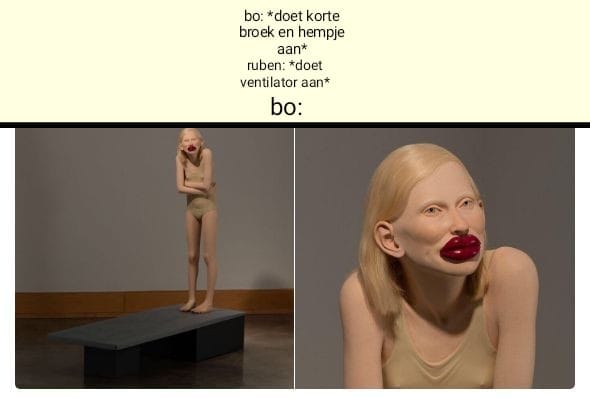 bo: *doet korte
broek en hempje
aan*
ruben: *doet
ventilator aan*
bo: